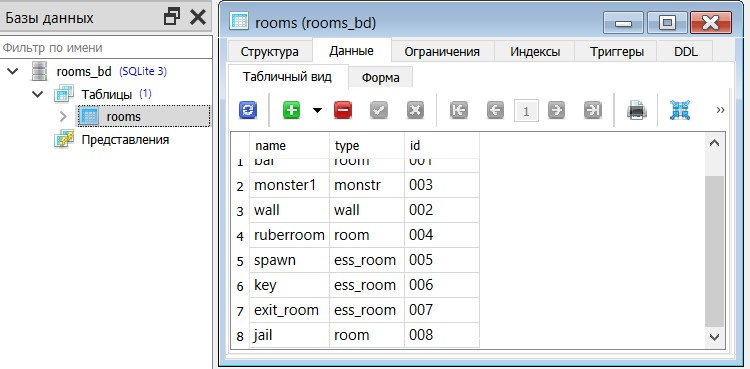 Базы данных
Фильтр по имени
rooms_bd (SQLite 3)
Таблицы (1)
rooms
Представления
rooms (rooms_bd)
Структура Данные Ограничения Индексы Триггеры DDL
Табличный вид Форма
1 »
name type id
1 bar room 001
2 monster1 monstr 003
3 wall wall 002
4 ruberroom room 004
5 spawn ess_room 005
6 key ess_room 006
7 exit_room ess_room 007
8 jail room 008